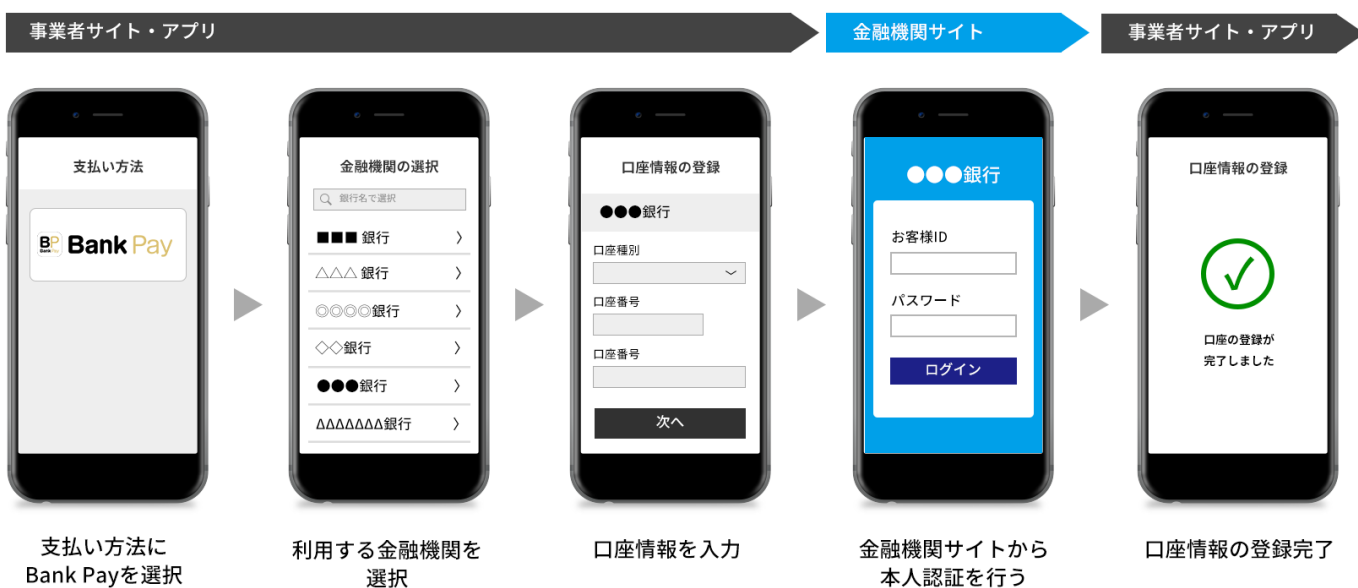 事業者サイト・アプリ
金融機関サイト
事業者サイト・アプリ
支払い方法
BP Bank Pay
金融機関の選択
銀行名で選択
■■■ 銀行
△△△ 銀行
◎◎◎◎銀行
◇◇銀行
●●●銀行
ΔΔΔΔΔΔΔ銀行
口座情報の登録
●●●銀行
口座種別
口座番号
口座番号
次へ
●●●銀行
お客様ID
パスワード
ログイン
口座情報の登録
口座の登録が
完了しました
支払い方法に
Bank Payを選択
利用する金融機関を
選択
口座情報を入力
金融機関サイトから
本人認証を行う
口座情報の登録完了